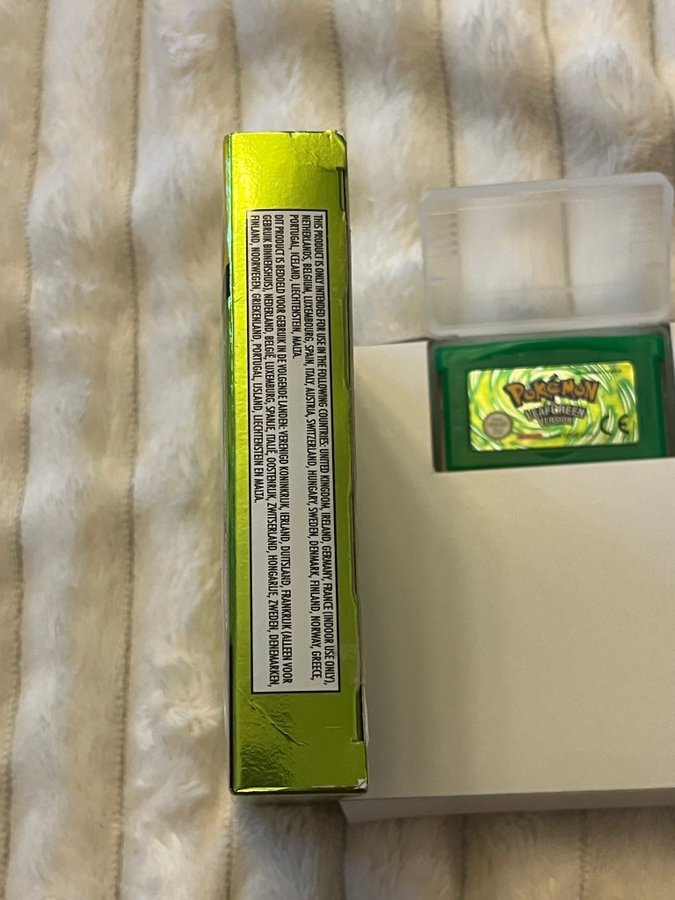 THIS PRODUCT IS ONLY INTENDED FOR USE IN THE FOLLOWING COUNTRIES: UNITED KINGDOM, IRELAND, GERMANY, FRANCE (INDOOR USE ONLY),
NETHERLANDS, BELGIUM, LUXEMBOURG, SPAIN, ITALY, AUSTRIA, SWITZERLAND, HUNGARY, SWEDEN, DENMARK, FINLAND, NORWAY, GREECE,
PORTUGAL, ICELAND, LIECHTENSTEIN, MALTA.
DIT PRODUCT IS BEDOELD VOOR GEBRUIK IN DE VOLGENDE LANDEN: VERENIGD KONINKRIJK, IERLAND, DUITSLAND, FRANKRIJK (ALLEEN VOOR
GEBRUIK BINNENSHUIS), NEDERLAND, BELGIË, LUXEMBURG, SPANJE, ITALIË, OOSTENRIJK, ZWITSERLAND, HONGARIJE, ZWEDEN, DENEMARKEN,
FINLAND, NOORWEGEN, GRIEKENLAND, PORTUGAL, IJSLAND, LIECHTENSTEIN EN MALTA.
POKéMON
LEAFGREEN
VERSION
CE